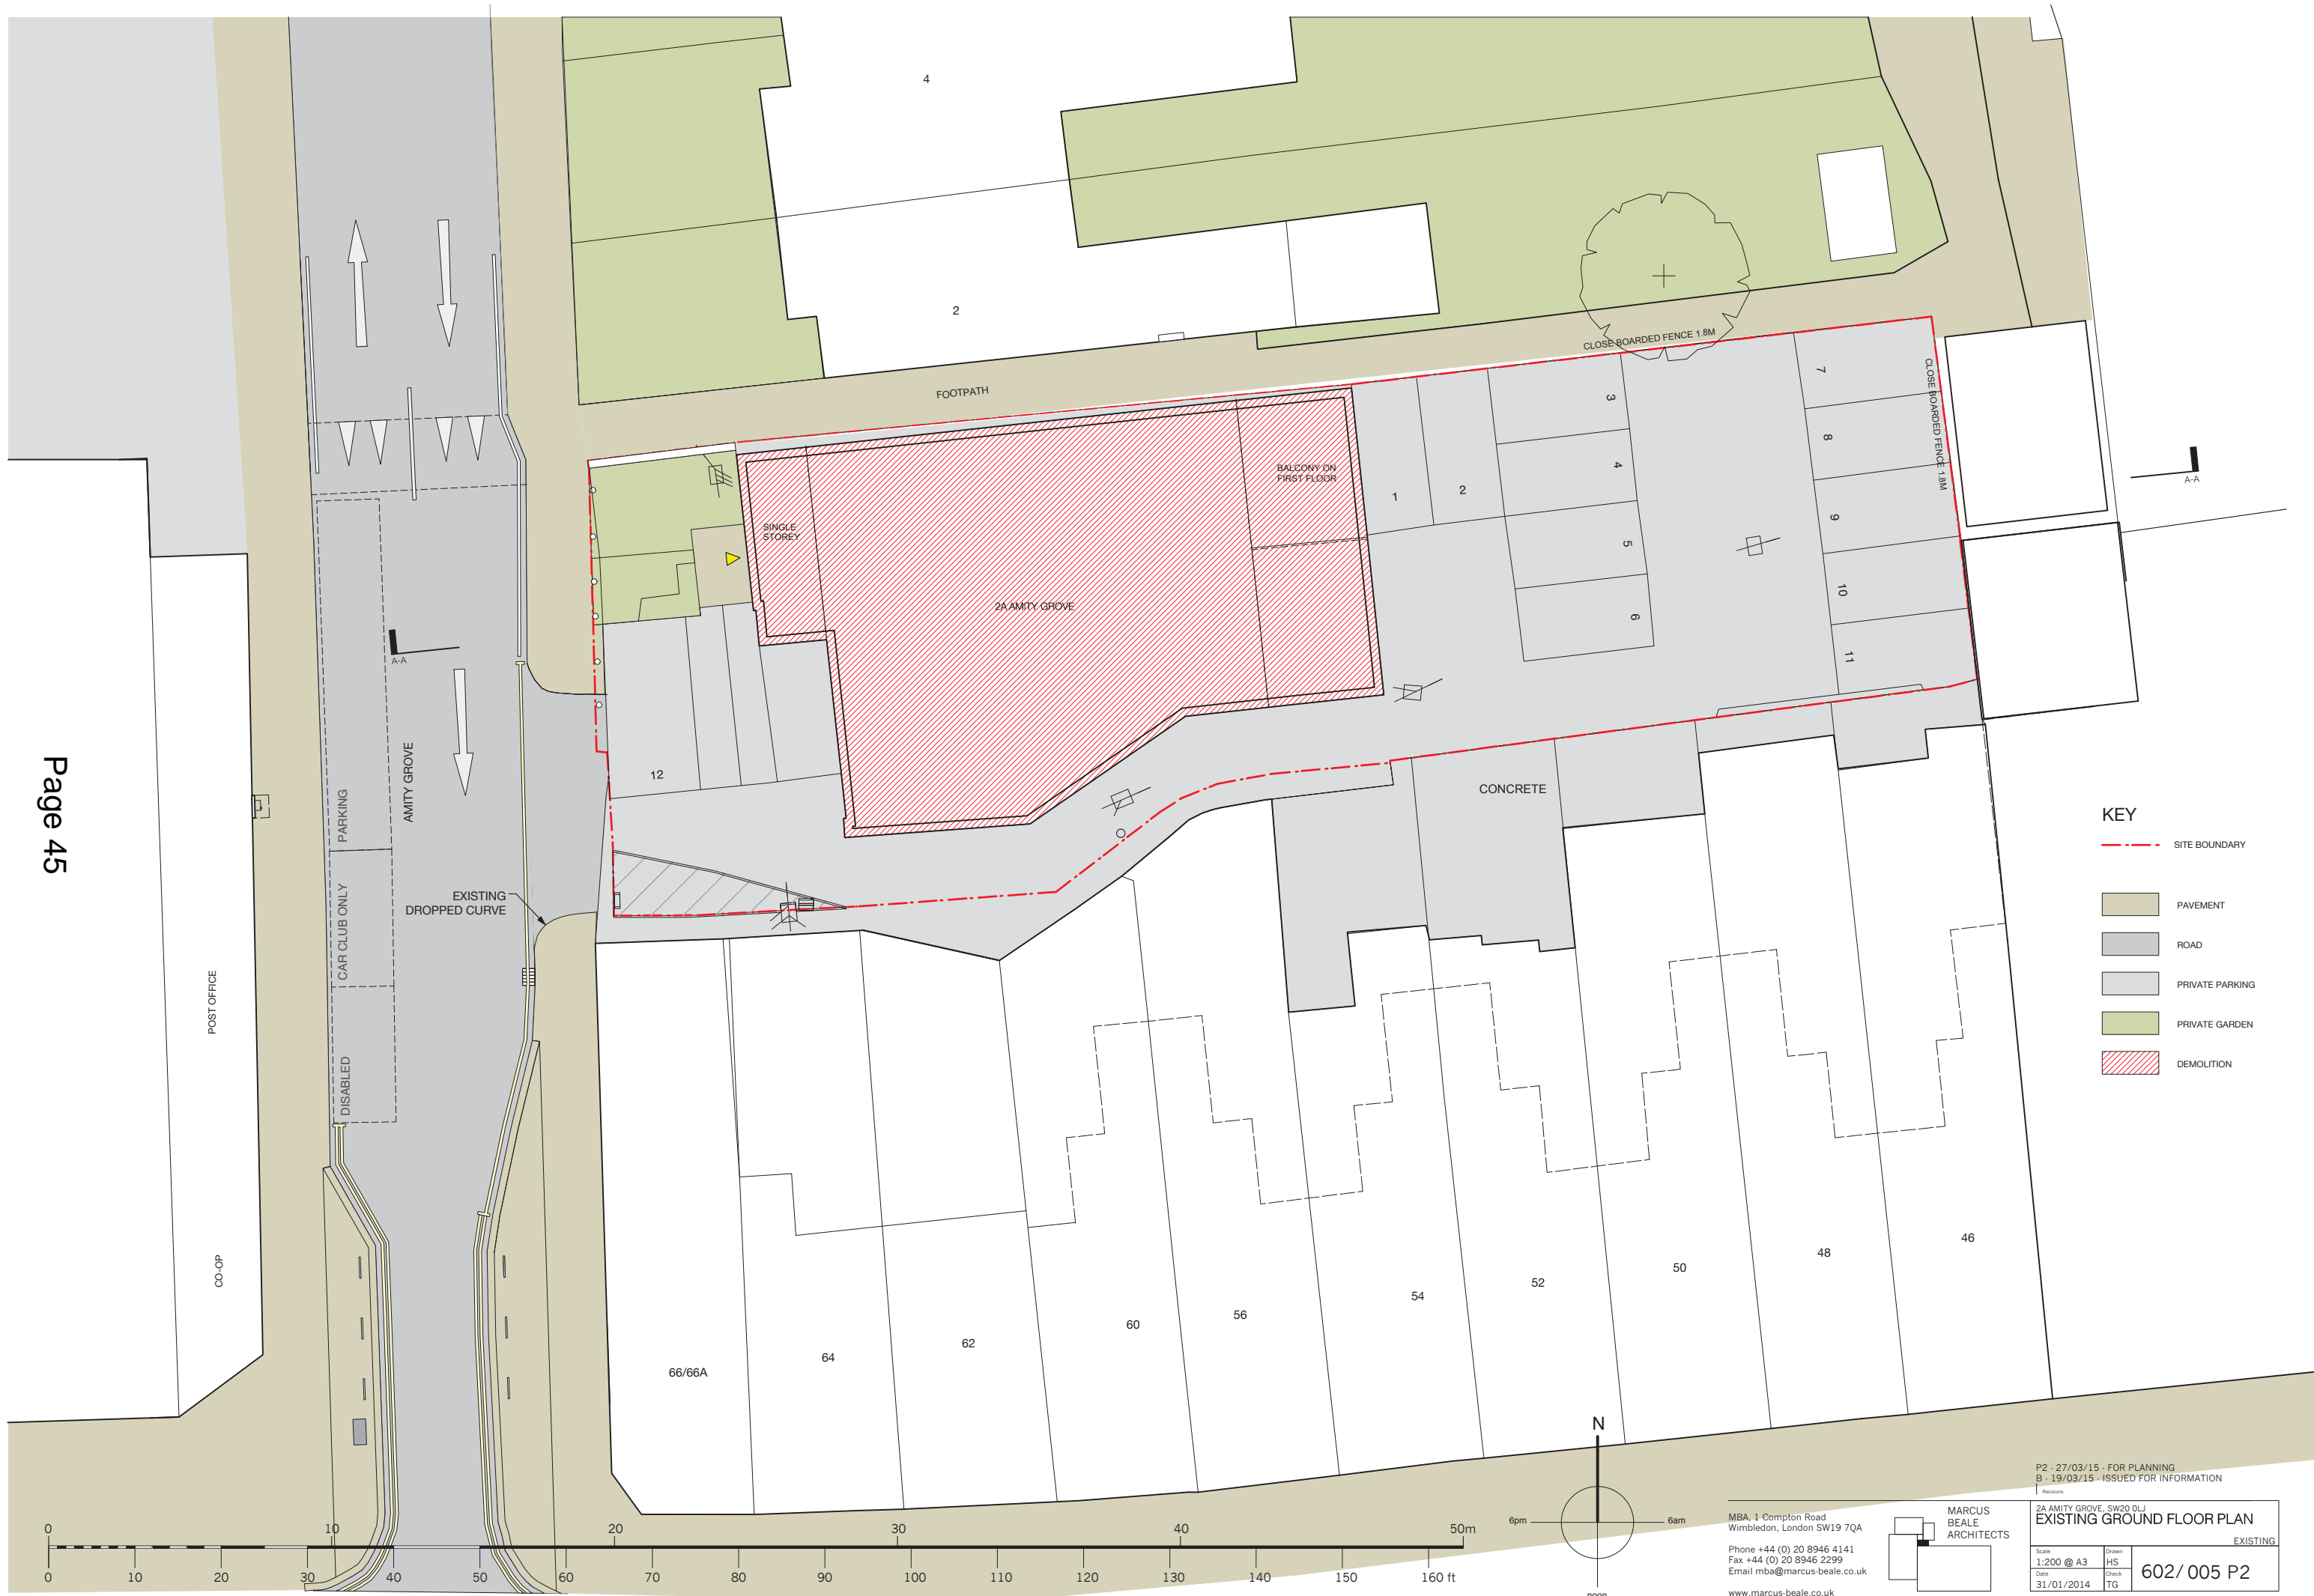 4
2
FOOTPATH
CLOSE BOARDED FENCE 1.8M
CLOSE BOARDED FENCE 1.8M
BALCONY ON
FIRST FLOOR
SINGLE
STOREY
2A AMITY GROVE
1
2
3
4
5
6
7
8
9
10
11
12
A-A
A-A
Page 45
AMITY GROVE
PARKING
CAR CLUB ONLY
DISABLED
EXISTING
DROPPED CURVE
POST OFFICE
CO-OP
CONCRETE
66/66A
64
62
60
56
54
52
50
48
46
KEY
SITE BOUNDARY
PAVEMENT
ROAD
PRIVATE PARKING
PRIVATE GARDEN
DEMOLITION
0 10 20 30 40 50m
0 10 20 30 40 50 60 70 80 90 100 110 120 130 140 150 160 ft
N
6pm
6am
noon
P2 - 27/03/15 - FOR PLANNING
B - 19/03/15 - ISSUED FOR INFORMATION
Revisions
MBA, 1 Compton Road
Wimbledon, London SW19 7QA
Phone +44 (0) 20 8946 4141
Fax +44 (0) 20 8946 2299
Email mba@marcus-beale.co.uk
www.marcus-beale.co.uk
MARCUS
BEALE
ARCHITECTS
2A AMITY GROVE, SW20 0LJ
EXISTING GROUND FLOOR PLAN
EXISTING
Scale
1:200 @ A3
Drawn
HS
Date
31/01/2014
Check
TG
602/ 005 P2